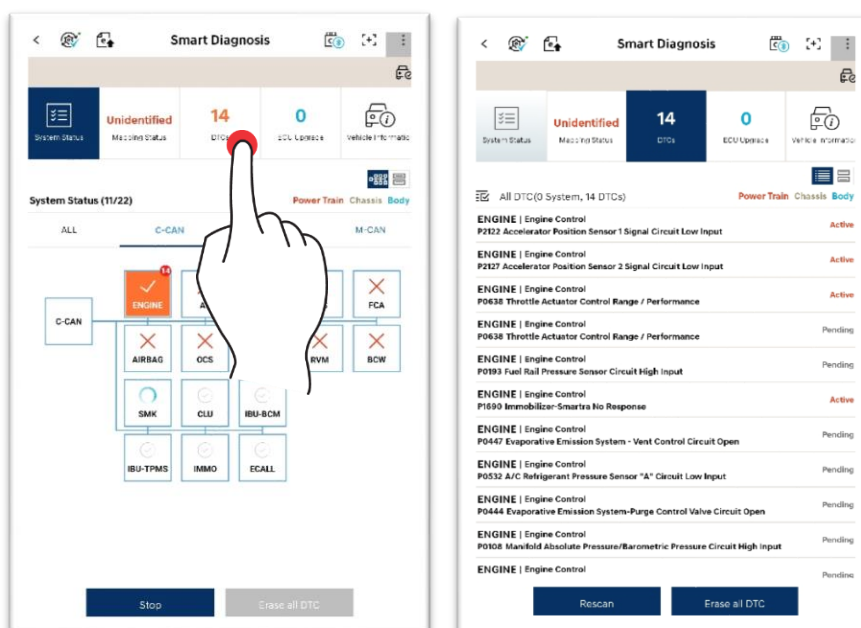 Smart Diagnosis
System Status
Unidentified
Mapping Status
14
DTCs
0
ECU Upgrade
Vehicle Informatic
System Status (11/22)
Power Train Chassis Body
ALL
C-CAN
M-CAN
C-CAN
14
ENGINE
FCA
AIRBAG
OCS
RVM
BCW
SMK
CLU
IBU-BCM
IBU-TPMS
IMMO
ECALL
Stop
Erase all DTC
Smart Diagnosis
System Status
Unidentified
Mapping Status
14
DTCs
0
ECU Upgrade
Vehicle Informatio
All DTC(0 System, 14 DTCs)
Power Train Chassis Body
ENGINE | Engine Control
P2122 Accelerator Position Sensor 1 Signal Circuit Low Input
Active
ENGINE | Engine Control
P2127 Accelerator Position Sensor 2 Signal Circuit Low Input
Active
ENGINE | Engine Control
P0638 Throttle Actuator Control Range / Performance
Active
ENGINE | Engine Control
P0638 Throttle Actuator Control Range / Performance
Pending
ENGINE | Engine Control
P0193 Fuel Rail Pressure Sensor Circuit High Input
Pending
ENGINE | Engine Control
P1690 Immobilizer-Smartra No Response
Active
ENGINE | Engine Control
P0447 Evaporative Emission System - Vent Control Circuit Open
Pending
ENGINE | Engine Control
P0532 A/C Refrigerant Pressure Sensor "A" Circuit Low Input
Pending
ENGINE | Engine Control
P0444 Evaporative Emission System-Purge Control Valve Circuit Open
Pending
ENGINE | Engine Control
P0108 Manifold Absolute Pressure/Barometric Pressure Circuit High Input
Pending
ENGINE | Engine Control
Pending
Rescan
Erase all DTC